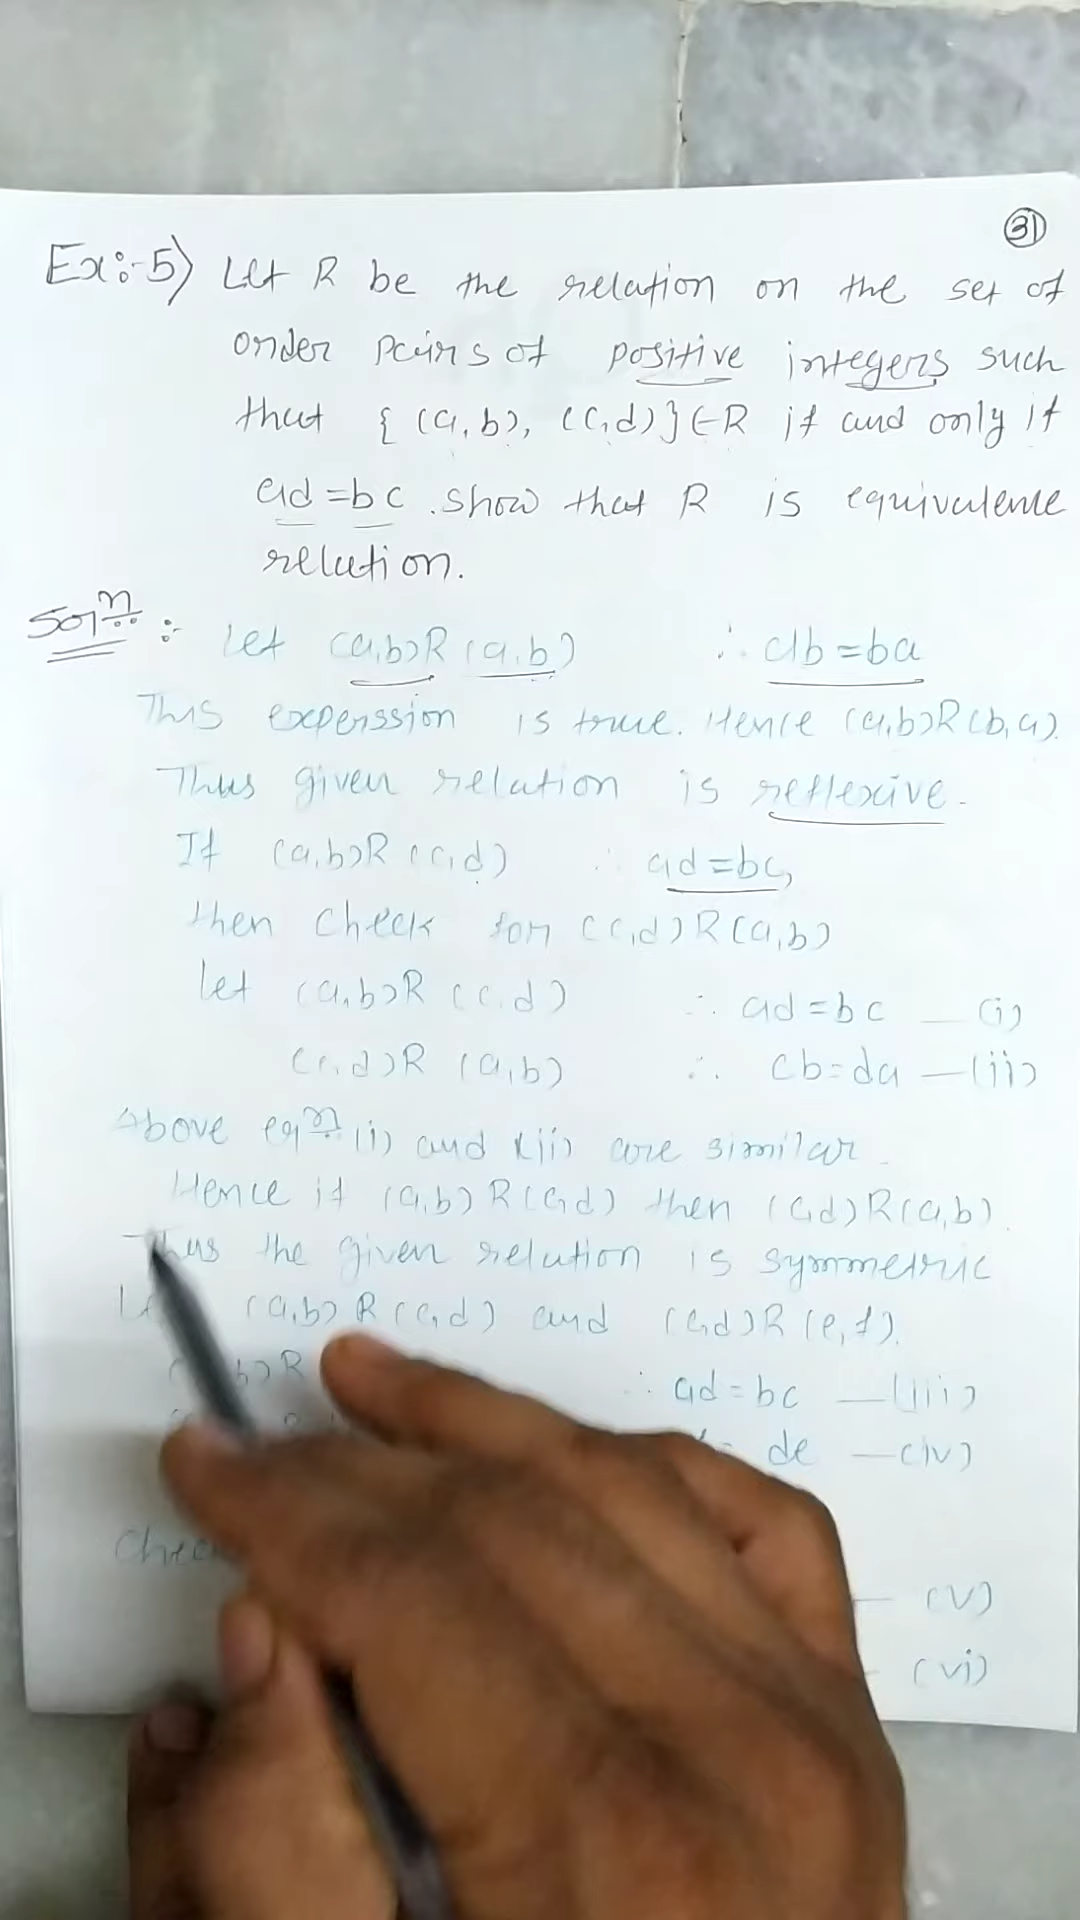 31
Ex:-5) Let R be the relation on the set of
order pairs of positive integers such
that { (a,b), (c,d)} ∈ R if and only if
ad = bc . show that R is equivalence
relation.
Solⁿ : Let (a,b)R (a,b) ∴ ab = ba
This experssion is true. Hence (a,b)R(b,a).
Thus given relation is reflexive.
If (a,b)R (c,d) ∴ ad = bc,
then check for (c,d) R (a,b)
Let (a,b)R (c,d) ∴ ad = bc — (i)
(c,d)R (a,b) ∴ cb = da — (ii)
Above eqⁿ (i) and (ii) are similar.
Hence if (a,b) R (c,d) then (c,d) R (a,b).
Thus the given relation is symmetric
(a,b) R (c,d) and (c,d) R (e,f).
b)R ∴ ad = bc — (iii)
= de — (iv)
Chec
— (v)
— (vi)